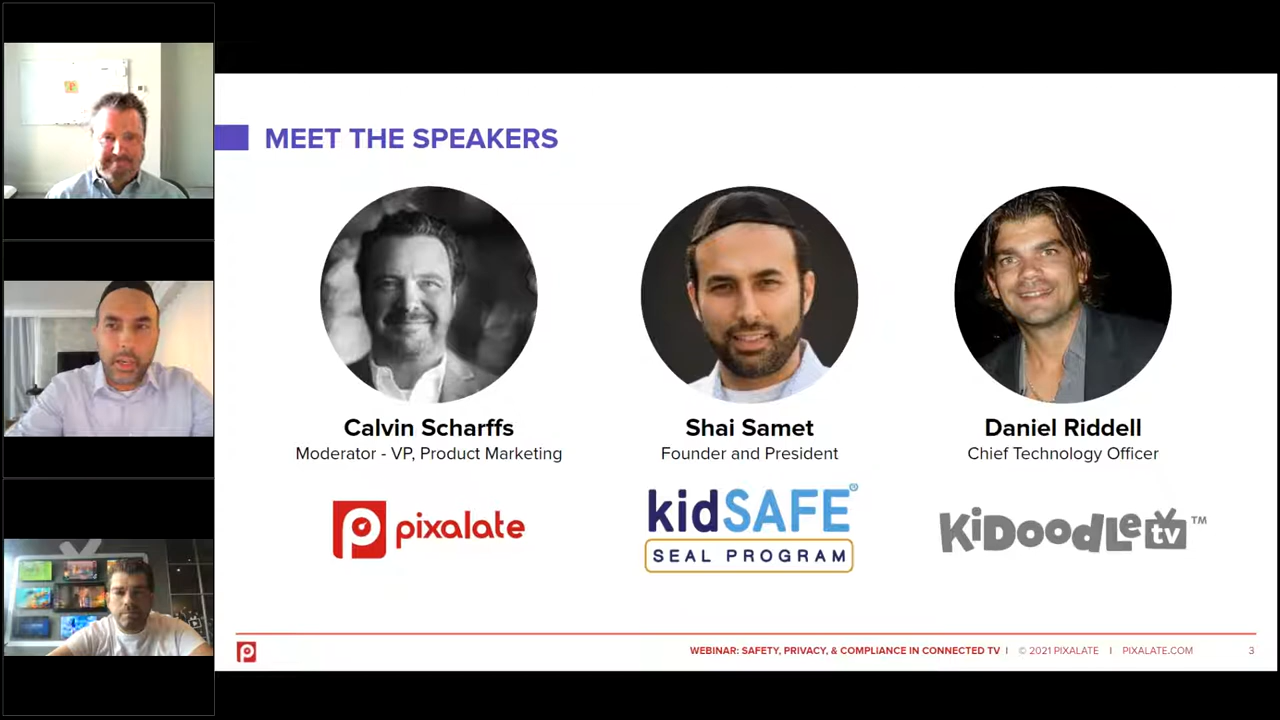 MEET THE SPEAKERS
Calvin Scharffs
Moderator - VP, Product Marketing
pixalate
Shai Samet
Founder and President
kidSAFE®
SEAL PROGRAM
Daniel Riddell
Chief Technology Officer
KiDoodLe tv™
WEBINAR: SAFETY, PRIVACY, & COMPLIANCE IN CONNECTED TV | © 2021 PIXALATE | PIXALATE.COM 3